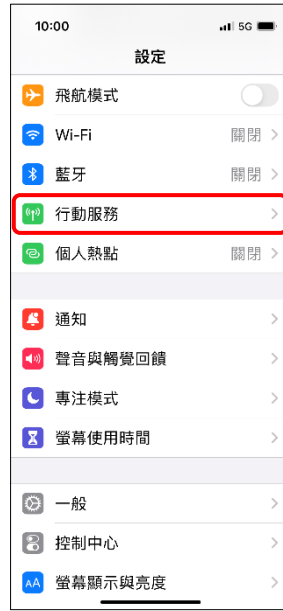 10:00 5G
設定
飛航模式
Wi-Fi 關閉
藍牙 關閉
行動服務
個人熱點 關閉
通知
聲音與觸覺回饋
專注模式
螢幕使用時間
一般
控制中心
AA 螢幕顯示與亮度